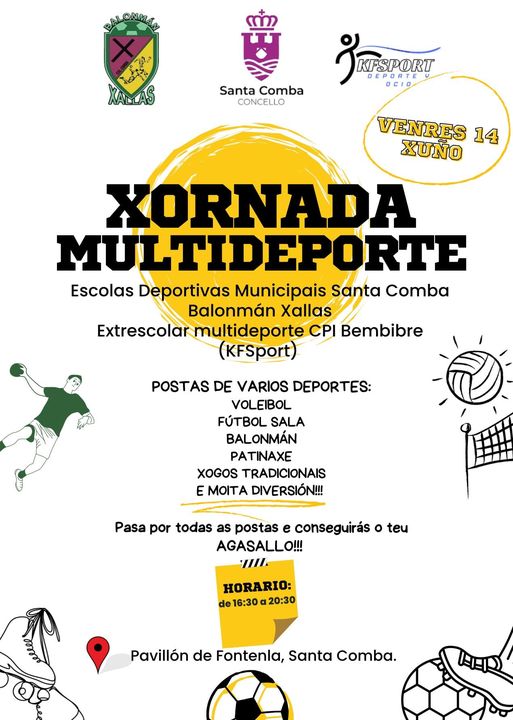 BALONMÁN
XALLAS
Santa Comba
CONCELLO
KFSPORT
DEPORTE Y
OCIO
VENRES 14
XUÑO
XORNADA
MULTIDEPORTE
Escolas Deportivas Municipais Santa Comba
Balonmán Xallas
Extrescolar multideporte CPI Bembibre
(KFSport)
POSTAS DE VARIOS DEPORTES:
VOLEIBOL
FÚTBOL SALA
BALONMÁN
PATINAXE
XOGOS TRADICIONAIS
E MOITA DIVERSIÓN!!!
Pasa por todas as postas e conseguirás o teu
AGASALLO!!!
HORARIO:
de 16:30 a 20:30
Pavillón de Fontenla, Santa Comba.